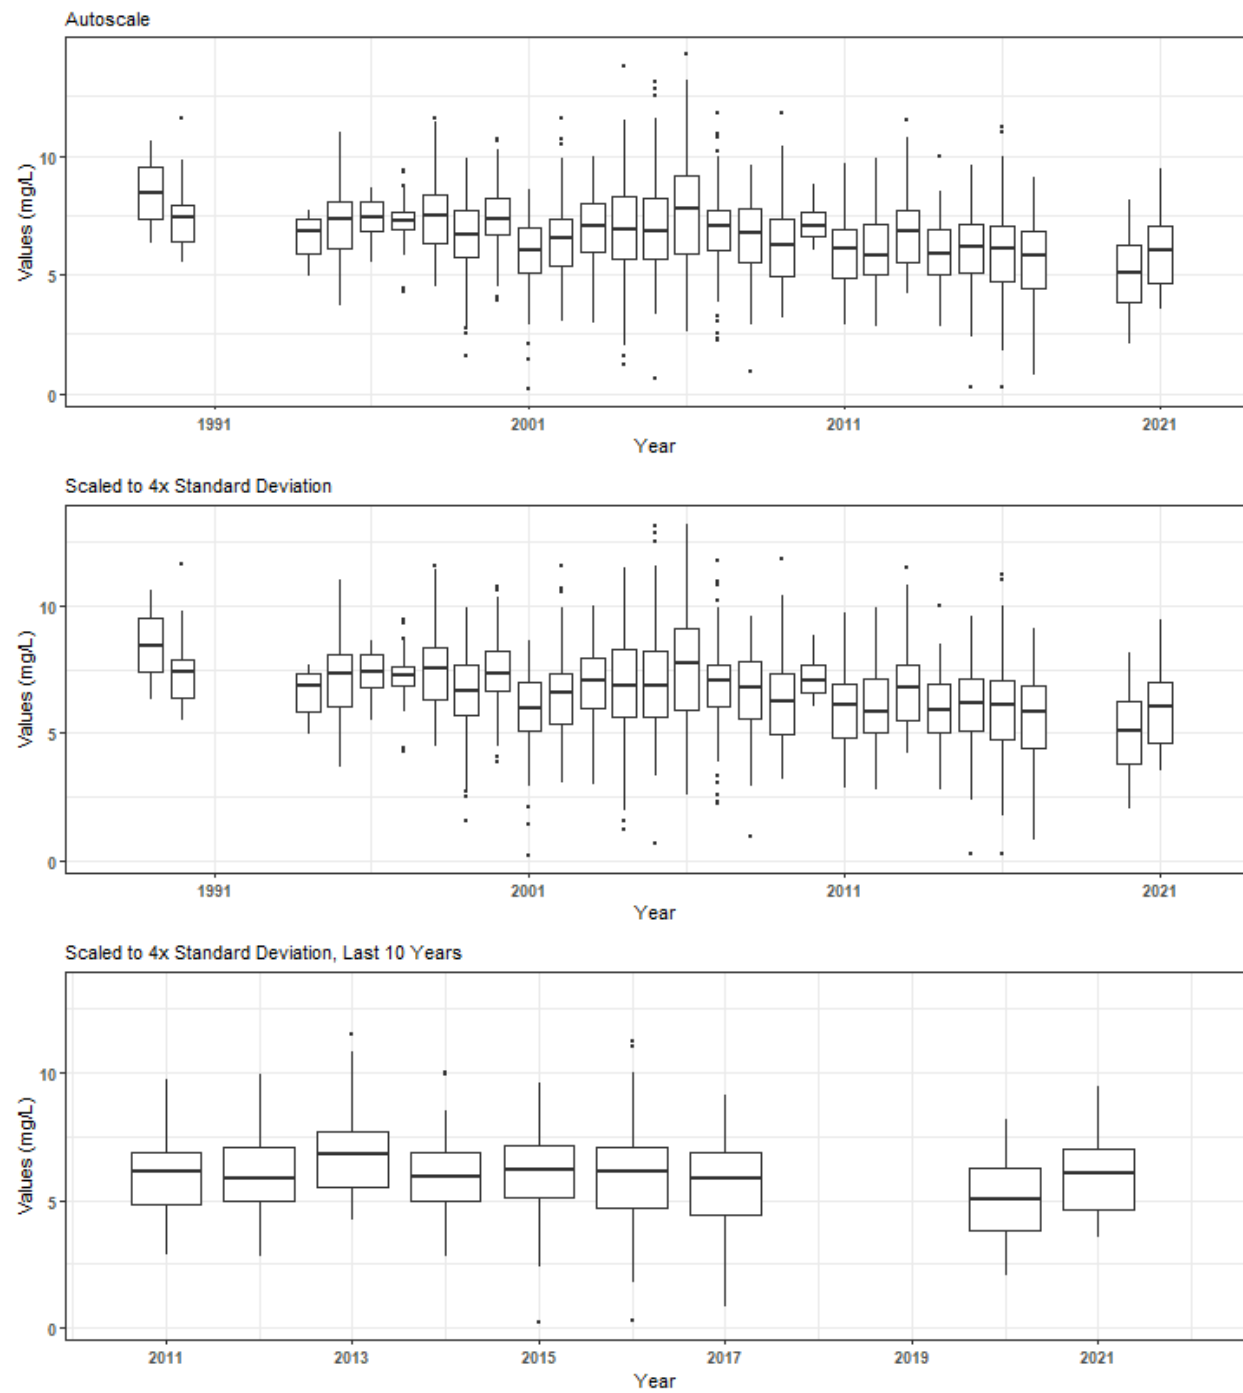 Autoscale
Values (mg/L)
10
5
0
1991
2001
2011
2021
Year
Scaled to 4x Standard Deviation
Values (mg/L)
10
5
0
1991
2001
2011
2021
Year
Scaled to 4x Standard Deviation, Last 10 Years
Values (mg/L)
10
5
0
2011
2013
2015
2017
2019
2021
Year